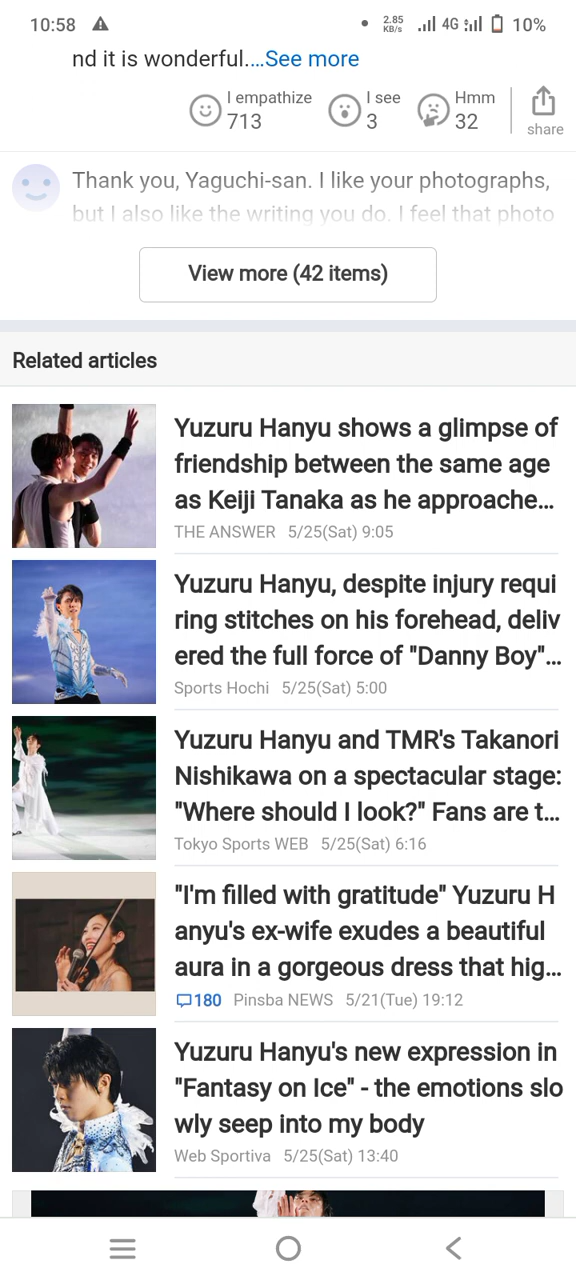 10:58
2.85 KB/s 4G 10%
nd it is wonderful....See more
I empathize 713
I see 3
Hmm 32
share
Thank you, Yaguchi-san. I like your photographs,
but I also like the writing you do. I feel that photo
View more (42 items)
Related articles
Yuzuru Hanyu shows a glimpse of
friendship between the same age
as Keiji Tanaka as he approache...
THE ANSWER 5/25(Sat) 9:05
Yuzuru Hanyu, despite injury requi
ring stitches on his forehead, deliv
ered the full force of "Danny Boy"...
Sports Hochi 5/25(Sat) 5:00
Yuzuru Hanyu and TMR's Takanori
Nishikawa on a spectacular stage:
"Where should I look?" Fans are t...
Tokyo Sports WEB 5/25(Sat) 6:16
"I'm filled with gratitude" Yuzuru H
anyu's ex-wife exudes a beautiful
aura in a gorgeous dress that hig...
180 Pinsba NEWS 5/21(Tue) 19:12
Yuzuru Hanyu's new expression in
"Fantasy on Ice" - the emotions slo
wly seep into my body
Web Sportiva 5/25(Sat) 13:40